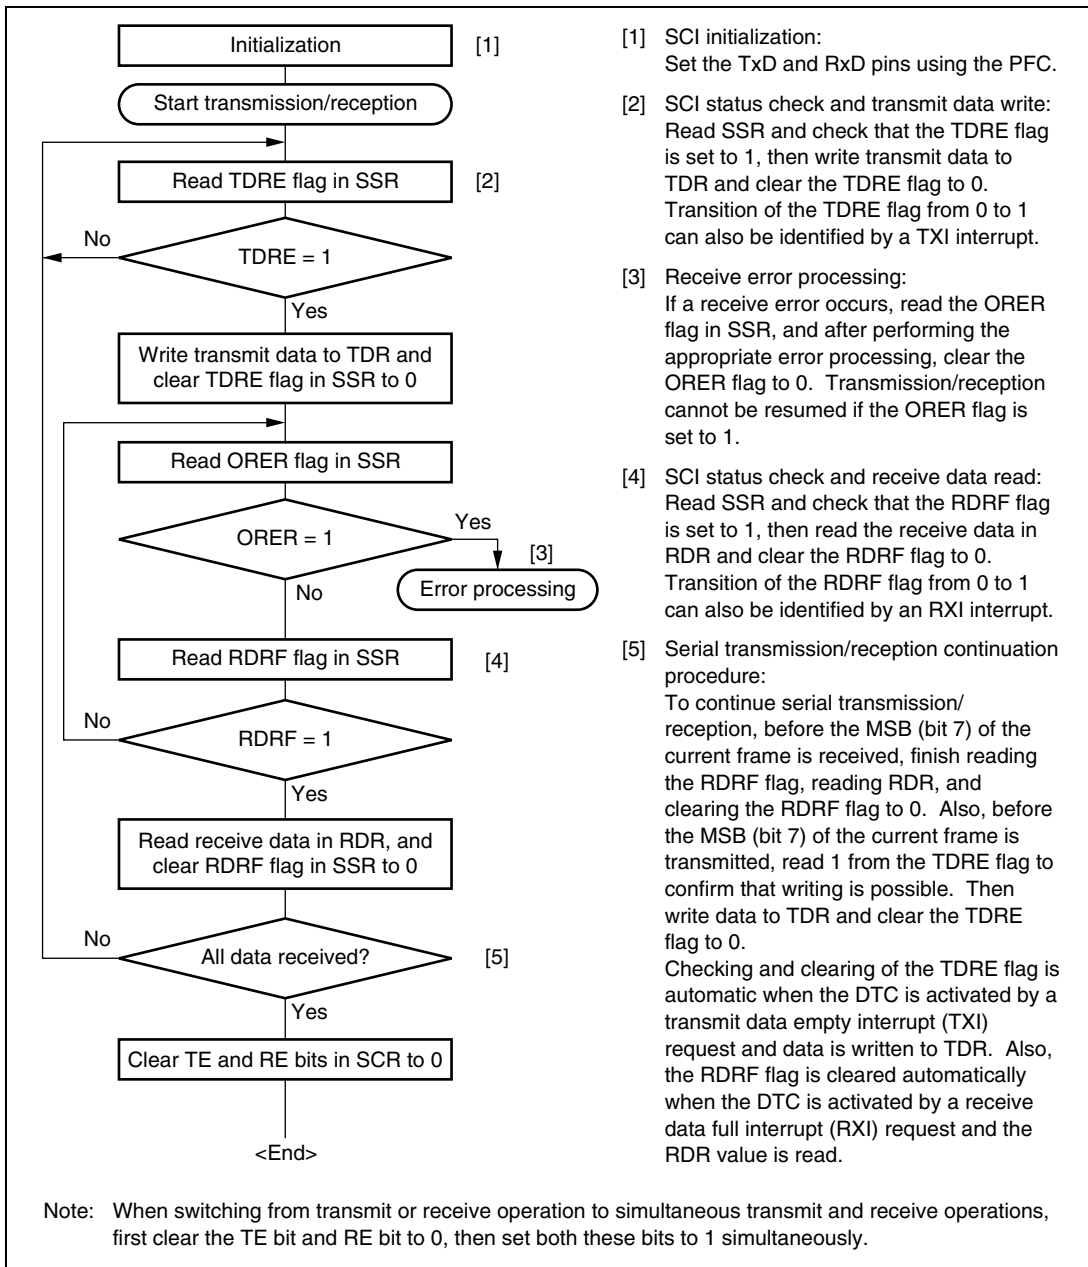 Initialization
[1]
Start transmission/reception
Read TDRE flag in SSR
[2]
No
TDRE = 1
Yes
Write transmit data to TDR and
clear TDRE flag in SSR to 0
Read ORER flag in SSR
ORER = 1
Yes
[3]
Error processing
No
Read RDRF flag in SSR
[4]
No
RDRF = 1
Yes
Read receive data in RDR, and
clear RDRF flag in SSR to 0
No
All data received?
[5]
Yes
Clear TE and RE bits in SCR to 0
<End>
[1] SCI initialization:
Set the TxD and RxD pins using the PFC.
[2] SCI status check and transmit data write:
Read SSR and check that the TDRE flag
is set to 1, then write transmit data to
TDR and clear the TDRE flag to 0.
Transition of the TDRE flag from 0 to 1
can also be identified by a TXI interrupt.
[3] Receive error processing:
If a receive error occurs, read the ORER
flag in SSR, and after performing the
appropriate error processing, clear the
ORER flag to 0. Transmission/reception
cannot be resumed if the ORER flag is
set to 1.
[4] SCI status check and receive data read:
Read SSR and check that the RDRF flag
is set to 1, then read the receive data in
RDR and clear the RDRF flag to 0.
Transition of the RDRF flag from 0 to 1
can also be identified by an RXI interrupt.
[5] Serial transmission/reception continuation
procedure:
To continue serial transmission/
reception, before the MSB (bit 7) of the
current frame is received, finish reading
the RDRF flag, reading RDR, and
clearing the RDRF flag to 0. Also, before
the MSB (bit 7) of the current frame is
transmitted, read 1 from the TDRE flag to
confirm that writing is possible. Then
write data to TDR and clear the TDRE
flag to 0.
Checking and clearing of the TDRE flag is
automatic when the DTC is activated by a
transmit data empty interrupt (TXI)
request and data is written to TDR. Also,
the RDRF flag is cleared automatically
when the DTC is activated by a receive
data full interrupt (RXI) request and the
RDR value is read.
Note: When switching from transmit or receive operation to simultaneous transmit and receive operations,
first clear the TE bit and RE bit to 0, then set both these bits to 1 simultaneously.